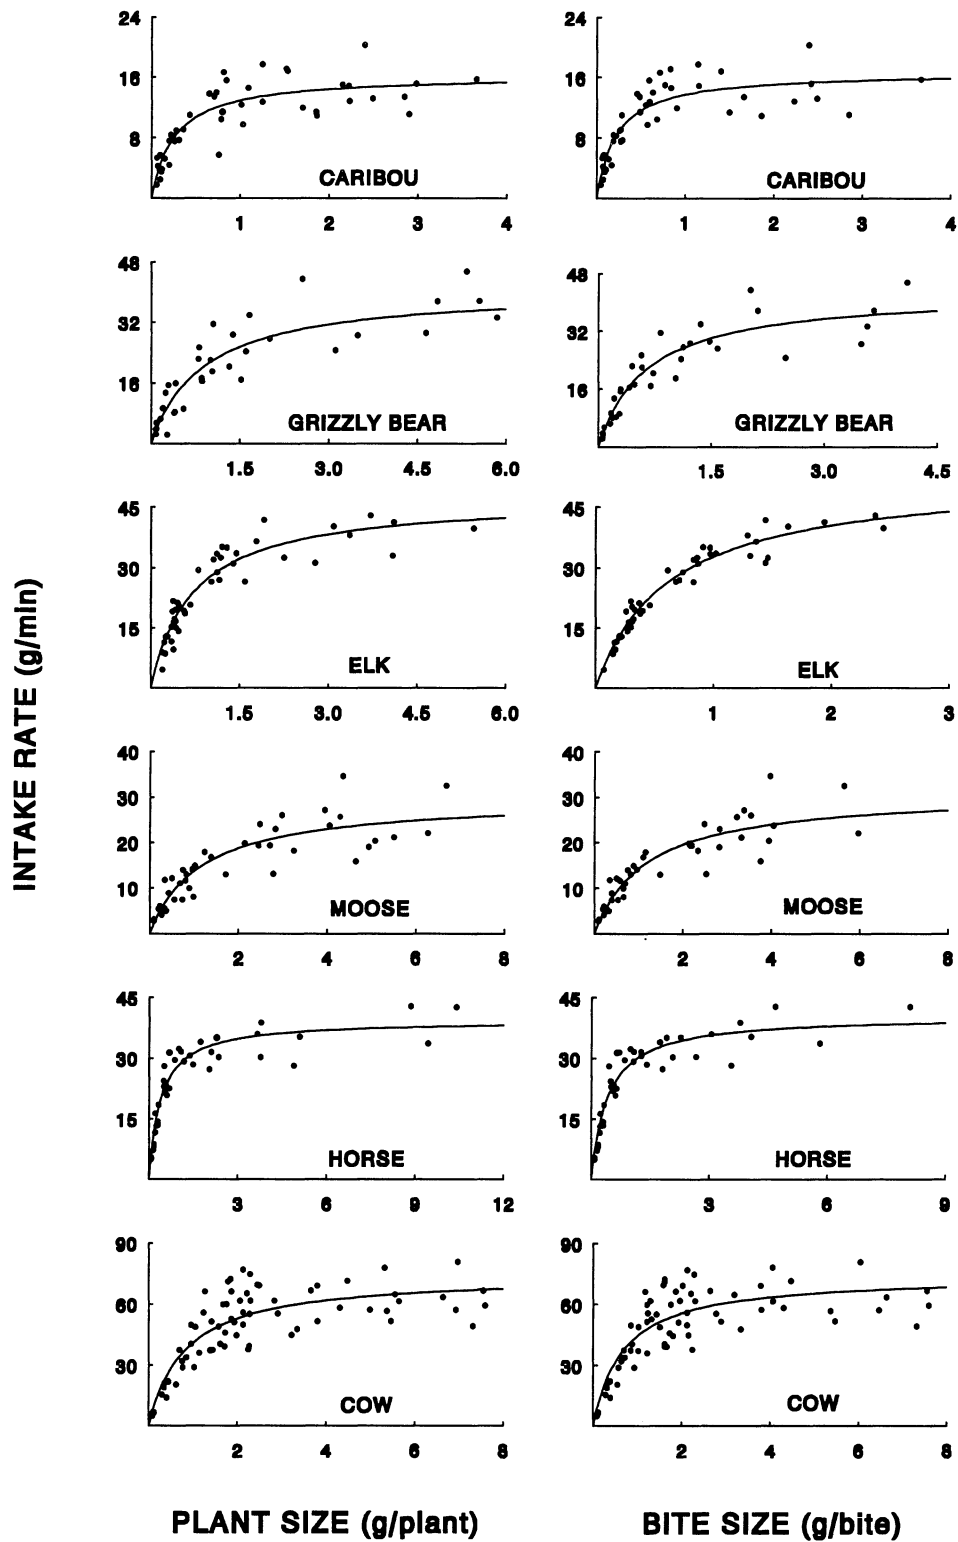 24
16
8
CARIBOU
1 2 3 4
24
16
8
CARIBOU
1 2 3 4
48
32
16
GRIZZLY BEAR
1.5 3.0 4.5 6.0
48
32
16
GRIZZLY BEAR
1.5 3.0 4.5
45
30
15
ELK
1.5 3.0 4.5 6.0
45
30
15
ELK
1 2 3
INTAKE RATE (g/min)
40
30
20
10
MOOSE
2 4 6 8
40
30
20
10
MOOSE
2 4 6 8
45
30
15
HORSE
3 6 9 12
45
30
15
HORSE
3 6 9
90
60
30
COW
2 4 6 8
90
60
30
COW
2 4 6 8
PLANT SIZE (g/plant)
BITE SIZE (g/bite)